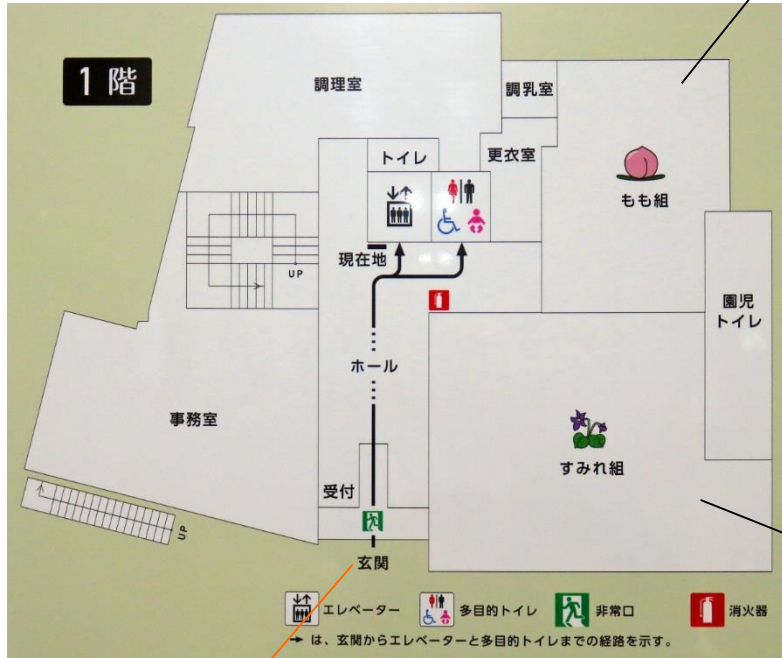 1階
調理室
調乳室
トイレ
更衣室
もも組
現在地
UP
園児
トイレ
ホール
事務室
すみれ組
受付
UP
玄関
エレベーター
多目的トイレ
非常口
消火器
➞ は、玄関からエレベーターと多目的トイレまでの経路を示す。